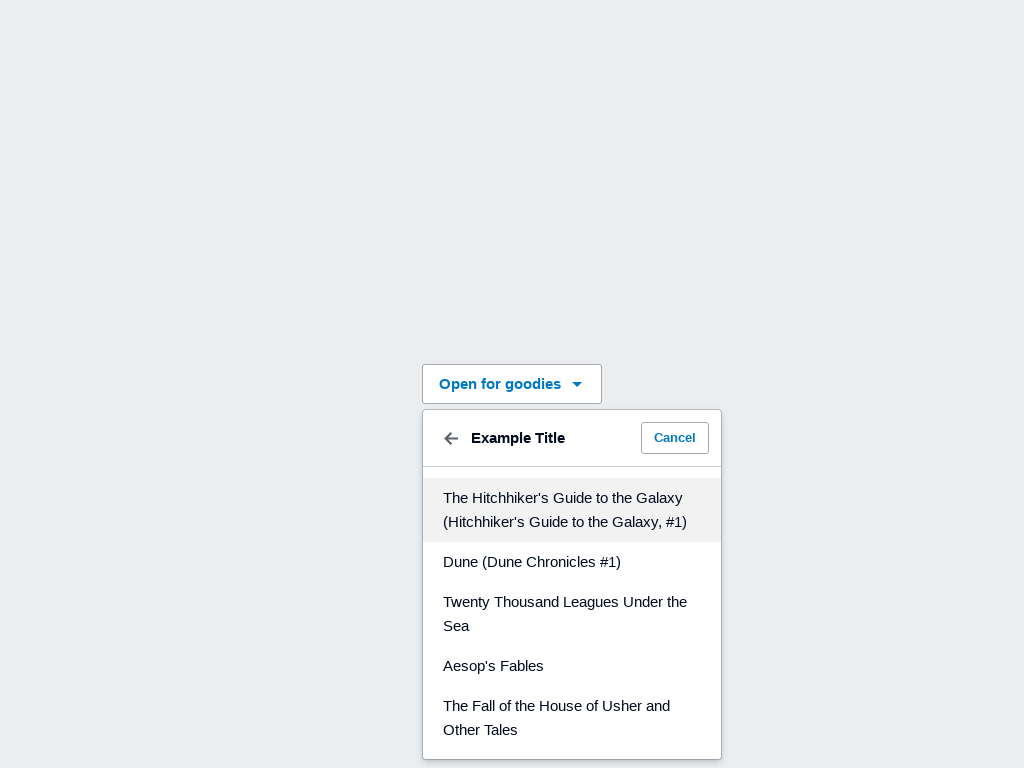 Open for goodies
Example Title
Cancel
The Hitchhiker's Guide to the Galaxy
(Hitchhiker's Guide to the Galaxy, #1)
Dune (Dune Chronicles #1)
Twenty Thousand Leagues Under the
Sea
Aesop's Fables
The Fall of the House of Usher and
Other Tales